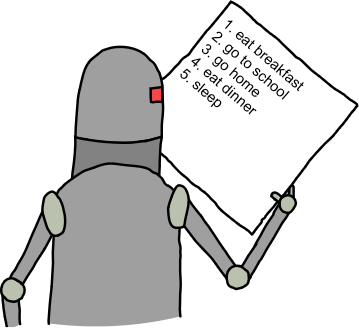 1. eat breakfast
2. go to school
3. go home
4. eat dinner
5. sleep